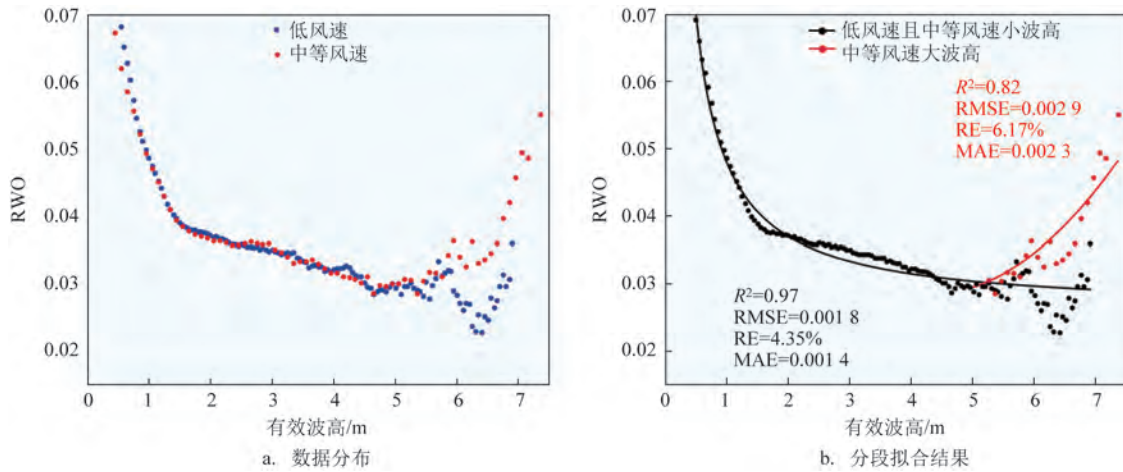 0.07
0.06
0.05
0.04
0.03
0.02
RWO
低风速
中等风速
0 1 2 3 4 5 6 7
有效波高/m
a. 数据分布
0.07
0.06
0.05
0.04
0.03
0.02
RWO
低风速且中等风速小波高
中等风速大波高
R²=0.82
RMSE=0.002 9
RE=6.17%
MAE=0.002 3
R²=0.97
RMSE=0.001 8
RE=4.35%
MAE=0.001 4
0 1 2 3 4 5 6 7
有效波高/m
b. 分段拟合结果